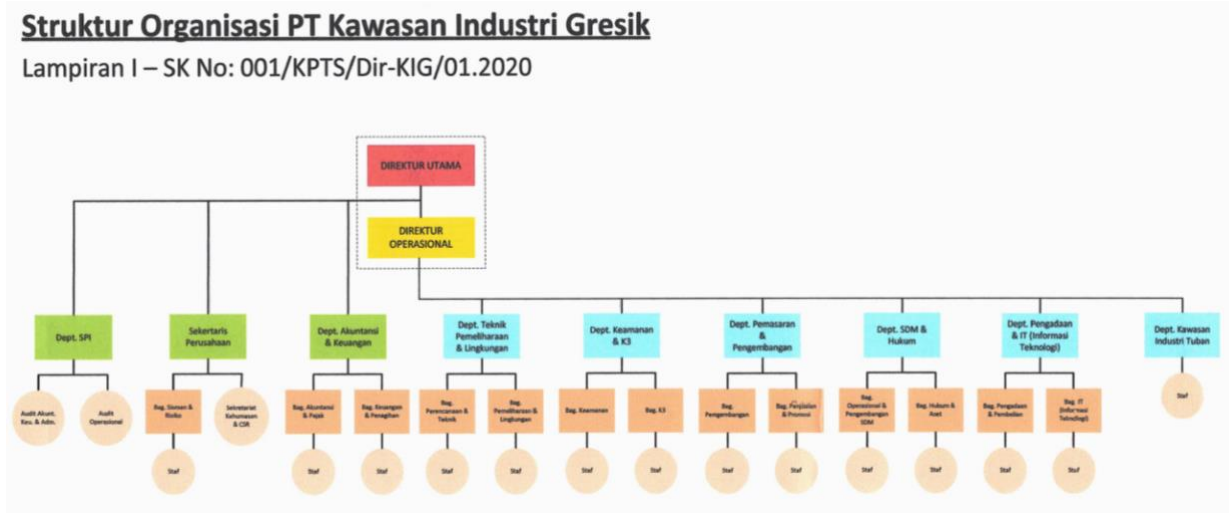 Struktur Organisasi PT Kawasan Industri Gresik
Lampiran I – SK No: 001/KPTS/Dir-KIG/01.2020
DIREKTUR UTAMA
DIREKTUR
OPERASIONAL
Dept. SPI
Sekertaris
Perusahaan
Dept. Akuntansi
& Keuangan
Dept. Teknik
Pemeliharaan
& Lingkungan
Dept. Keamanan
& K3
Dept. Pemasaran
&
Pengembangan
Dept. SDM &
Hukum
Dept. Pengadaan
& IT (Informasi
Teknologi)
Dept. Kawasan
Industri Tuban
Audit Akunt.
Keu. & Adm.
Audit
Operasional
Bag. Sisman &
Risiko
Sekretariat
Kehumasan
& CSR
Bag. Akuntansi
& Pajak
Bag. Keuangan
& Penagihan
Bag.
Perencanaan &
Teknik
Bag.
Pemeliharaan &
Lingkungan
Bag. Keamanan
Bag. K3
Bag.
Pengembangan
Bag. Penjualan
& Promosi
Bag.
Operasional &
Pengembangan
SDM
Bag. Hukum &
Aset
Bag. Pengadaan
& Pembelian
Bag. IT
(Informasi
Teknologi)
Staf
Staf
Staf
Staf
Staf
Staf
Staf
Staf
Staf
Staf
Staf
Staf
Staf
Staf